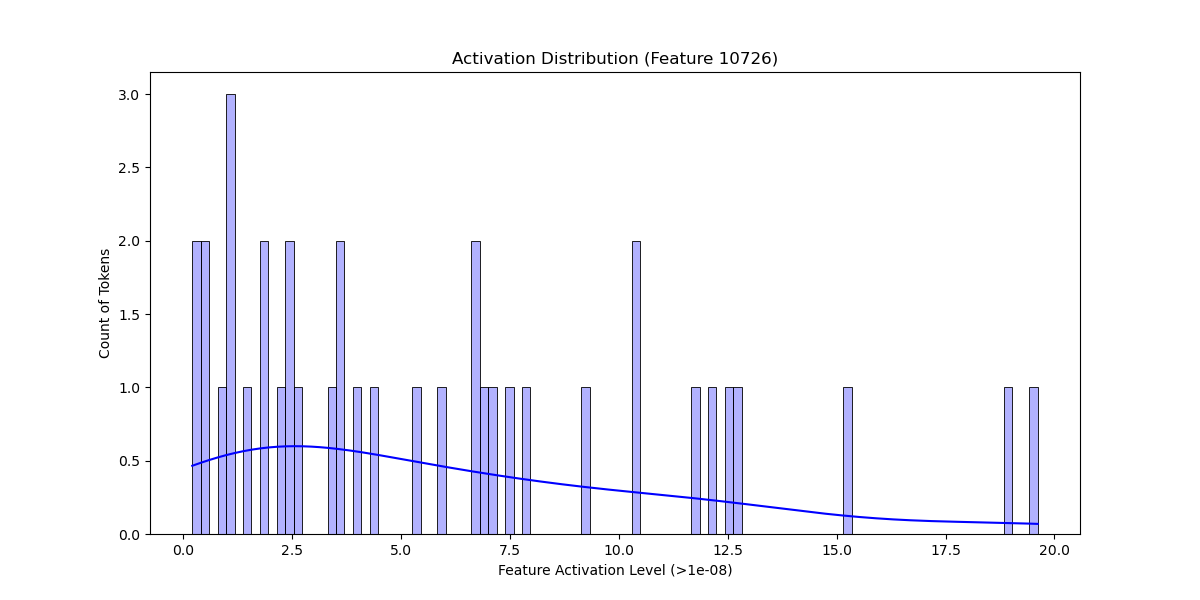 Activation Distribution (Feature 10726)
Count of Tokens
3.0
2.5
2.0
1.5
1.0
0.5
0.0
0.0 2.5 5.0 7.5 10.0 12.5 15.0 17.5 20.0
Feature Activation Level (>1e-08)